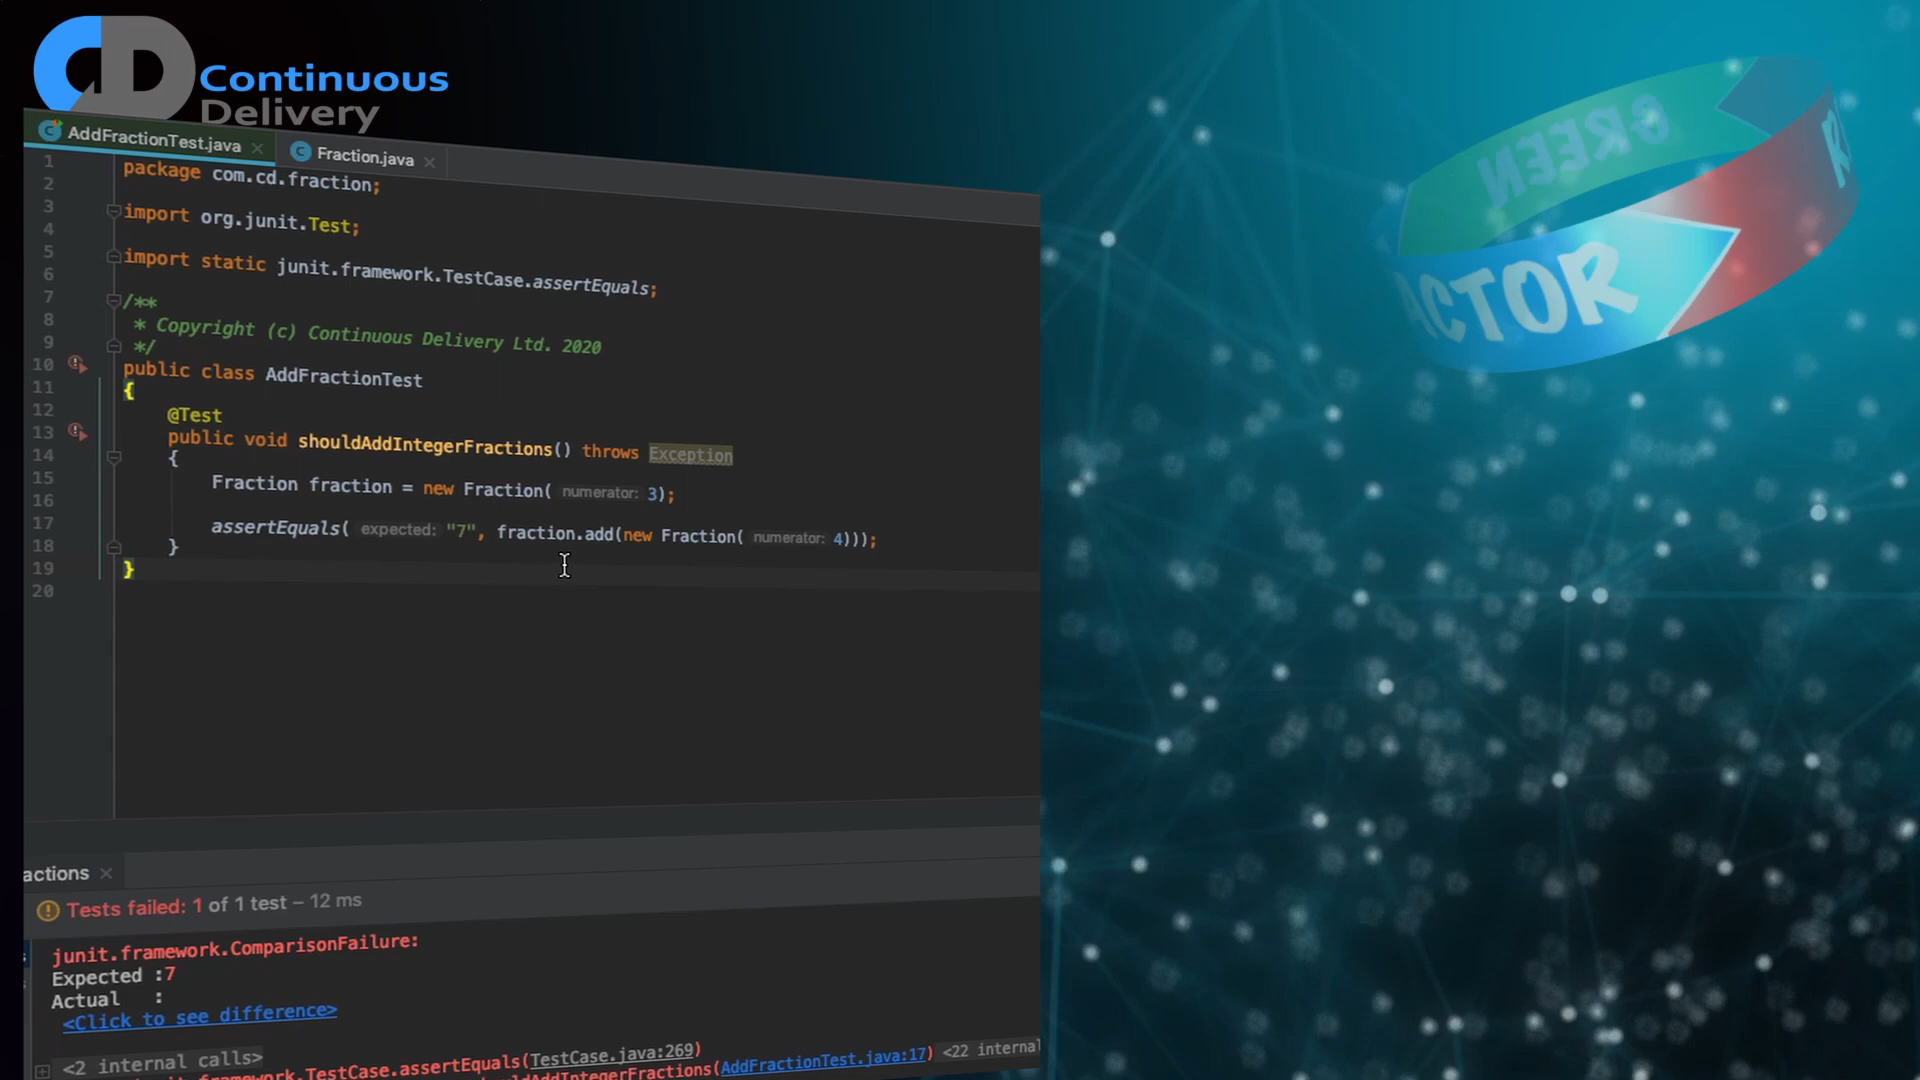 CD Continuous
Delivery
AddFractionTest.java
Fraction.java
1 package com.cd.fraction;
2
3 import org.junit.Test;
4
5 import static junit.framework.TestCase.assertEquals;
6
7 /**
8 * Copyright (c) Continuous Delivery Ltd. 2020
9 */
10 public class AddFractionTest
11 {
12 @Test
13 public void shouldAddIntegerFractions() throws Exception
14 {
15 Fraction fraction = new Fraction( numerator: 3);
16
17 assertEquals( expected: "7", fraction.add(new Fraction( numerator: 4)));
18 }
19 }
20
GREEN
ACTOR
actions
Tests failed: 1 of 1 test – 12 ms
junit.framework.ComparisonFailure:
Expected :7
Actual :
<Click to see difference>
<2 internal calls>
.framework.TestCase.assertEquals(TestCase.java:269)
uldAddIntegerFractions(AddFractionTest.java:17) <22 internal